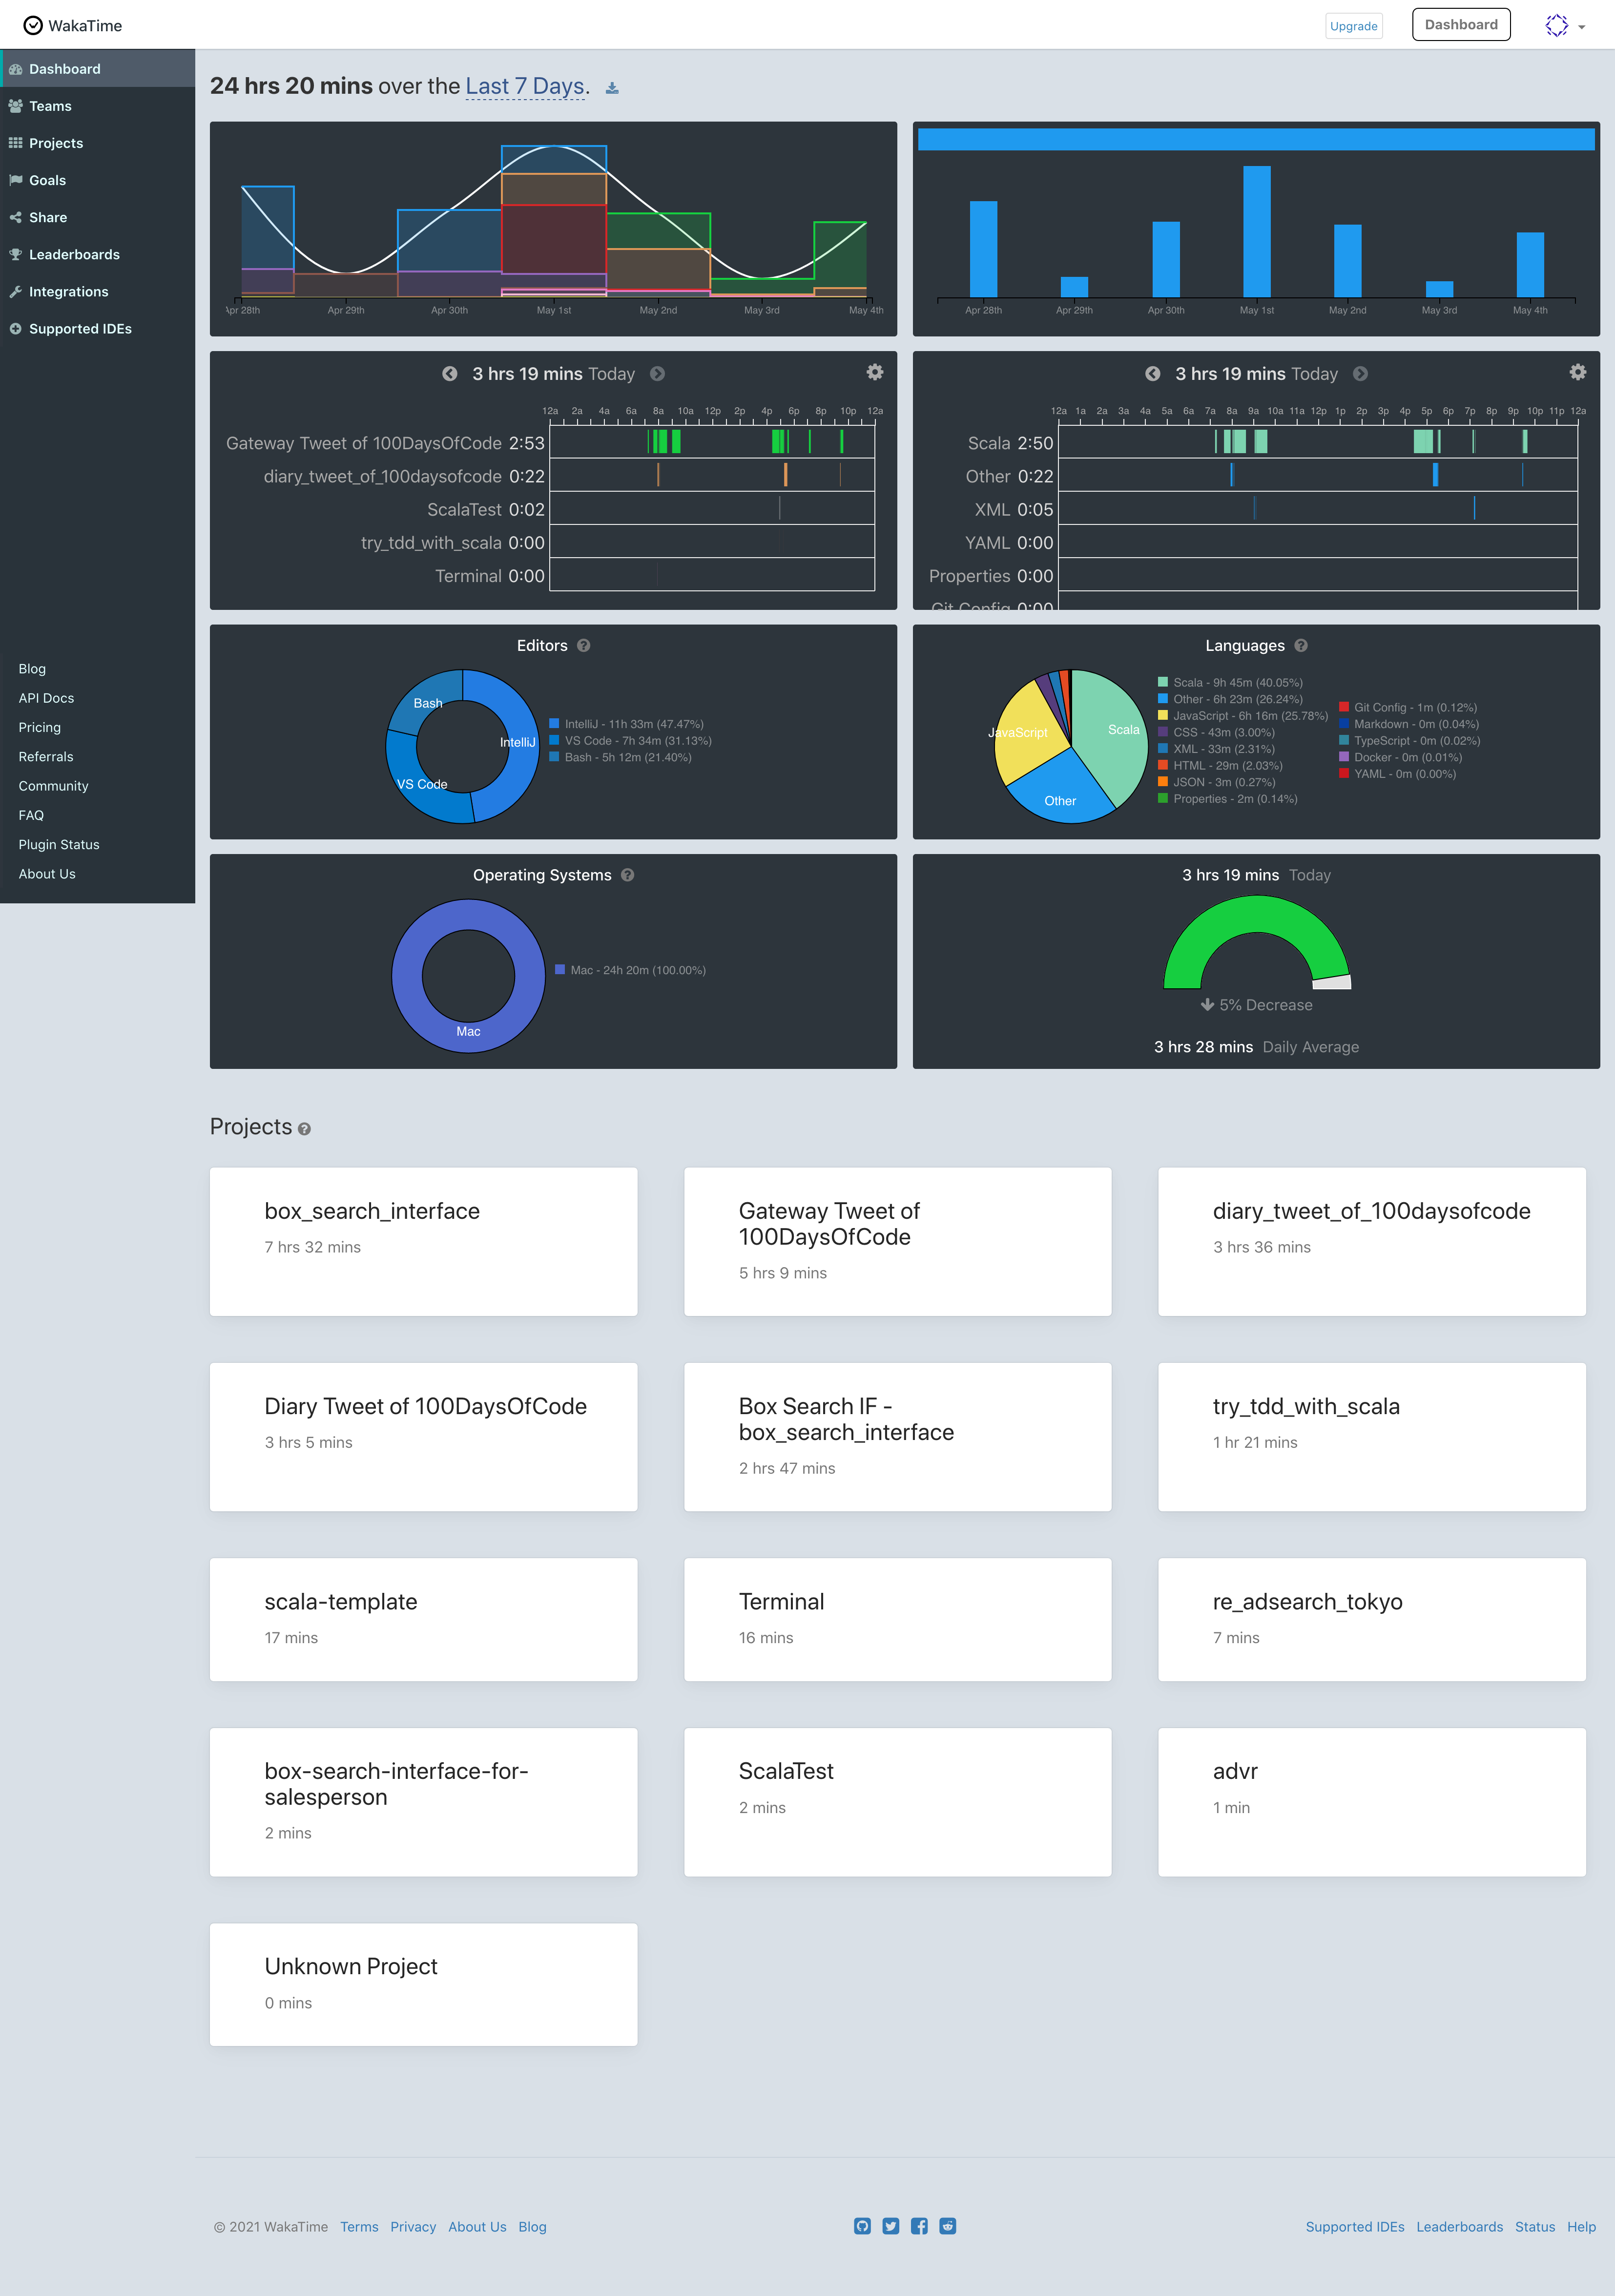 WakaTime
Upgrade
Dashboard
Dashboard
Teams
Projects
Goals
Share
Leaderboards
Integrations
Supported IDEs
Blog
API Docs
Pricing
Referrals
Community
FAQ
Plugin Status
About Us
24 hrs 20 mins over the Last 7 Days.
Apr 28th Apr 29th Apr 30th May 1st May 2nd May 3rd May 4th
Apr 28th Apr 29th Apr 30th May 1st May 2nd May 3rd May 4th
3 hrs 19 mins Today
12a 2a 4a 6a 8a 10a 12p 2p 4p 6p 8p 10p 12a
Gateway Tweet of 100DaysOfCode 2:53
diary_tweet_of_100daysofcode 0:22
ScalaTest 0:02
try_tdd_with_scala 0:00
Terminal 0:00
3 hrs 19 mins Today
12a 1a 2a 3a 4a 5a 6a 7a 8a 9a 10a 11a 12p 1p 2p 3p 4p 5p 6p 7p 8p 9p 10p 11p 12a
Scala 2:50
Other 0:22
XML 0:05
YAML 0:00
Properties 0:00
Git Config 0:00
Editors
Bash
IntelliJ
VS Code
IntelliJ - 11h 33m (47.47%)
VS Code - 7h 34m (31.13%)
Bash - 5h 12m (21.40%)
Languages
JavaScript
Scala
Other
Scala - 9h 45m (40.05%)
Other - 6h 23m (26.24%)
JavaScript - 6h 16m (25.78%)
CSS - 43m (3.00%)
XML - 33m (2.31%)
HTML - 29m (2.03%)
JSON - 3m (0.27%)
Properties - 2m (0.14%)
Git Config - 1m (0.12%)
Markdown - 0m (0.04%)
TypeScript - 0m (0.02%)
Docker - 0m (0.01%)
YAML - 0m (0.00%)
Operating Systems
Mac
Mac - 24h 20m (100.00%)
3 hrs 19 mins Today
5% Decrease
3 hrs 28 mins Daily Average
Projects
box_search_interface
7 hrs 32 mins
Gateway Tweet of
100DaysOfCode
5 hrs 9 mins
diary_tweet_of_100daysofcode
3 hrs 36 mins
Diary Tweet of 100DaysOfCode
3 hrs 5 mins
Box Search IF -
box_search_interface
2 hrs 47 mins
try_tdd_with_scala
1 hr 21 mins
scala-template
17 mins
Terminal
16 mins
re_adsearch_tokyo
7 mins
box-search-interface-for-
salesperson
2 mins
ScalaTest
2 mins
advr
1 min
Unknown Project
0 mins
© 2021 WakaTime Terms Privacy About Us Blog
Supported IDEs Leaderboards Status Help